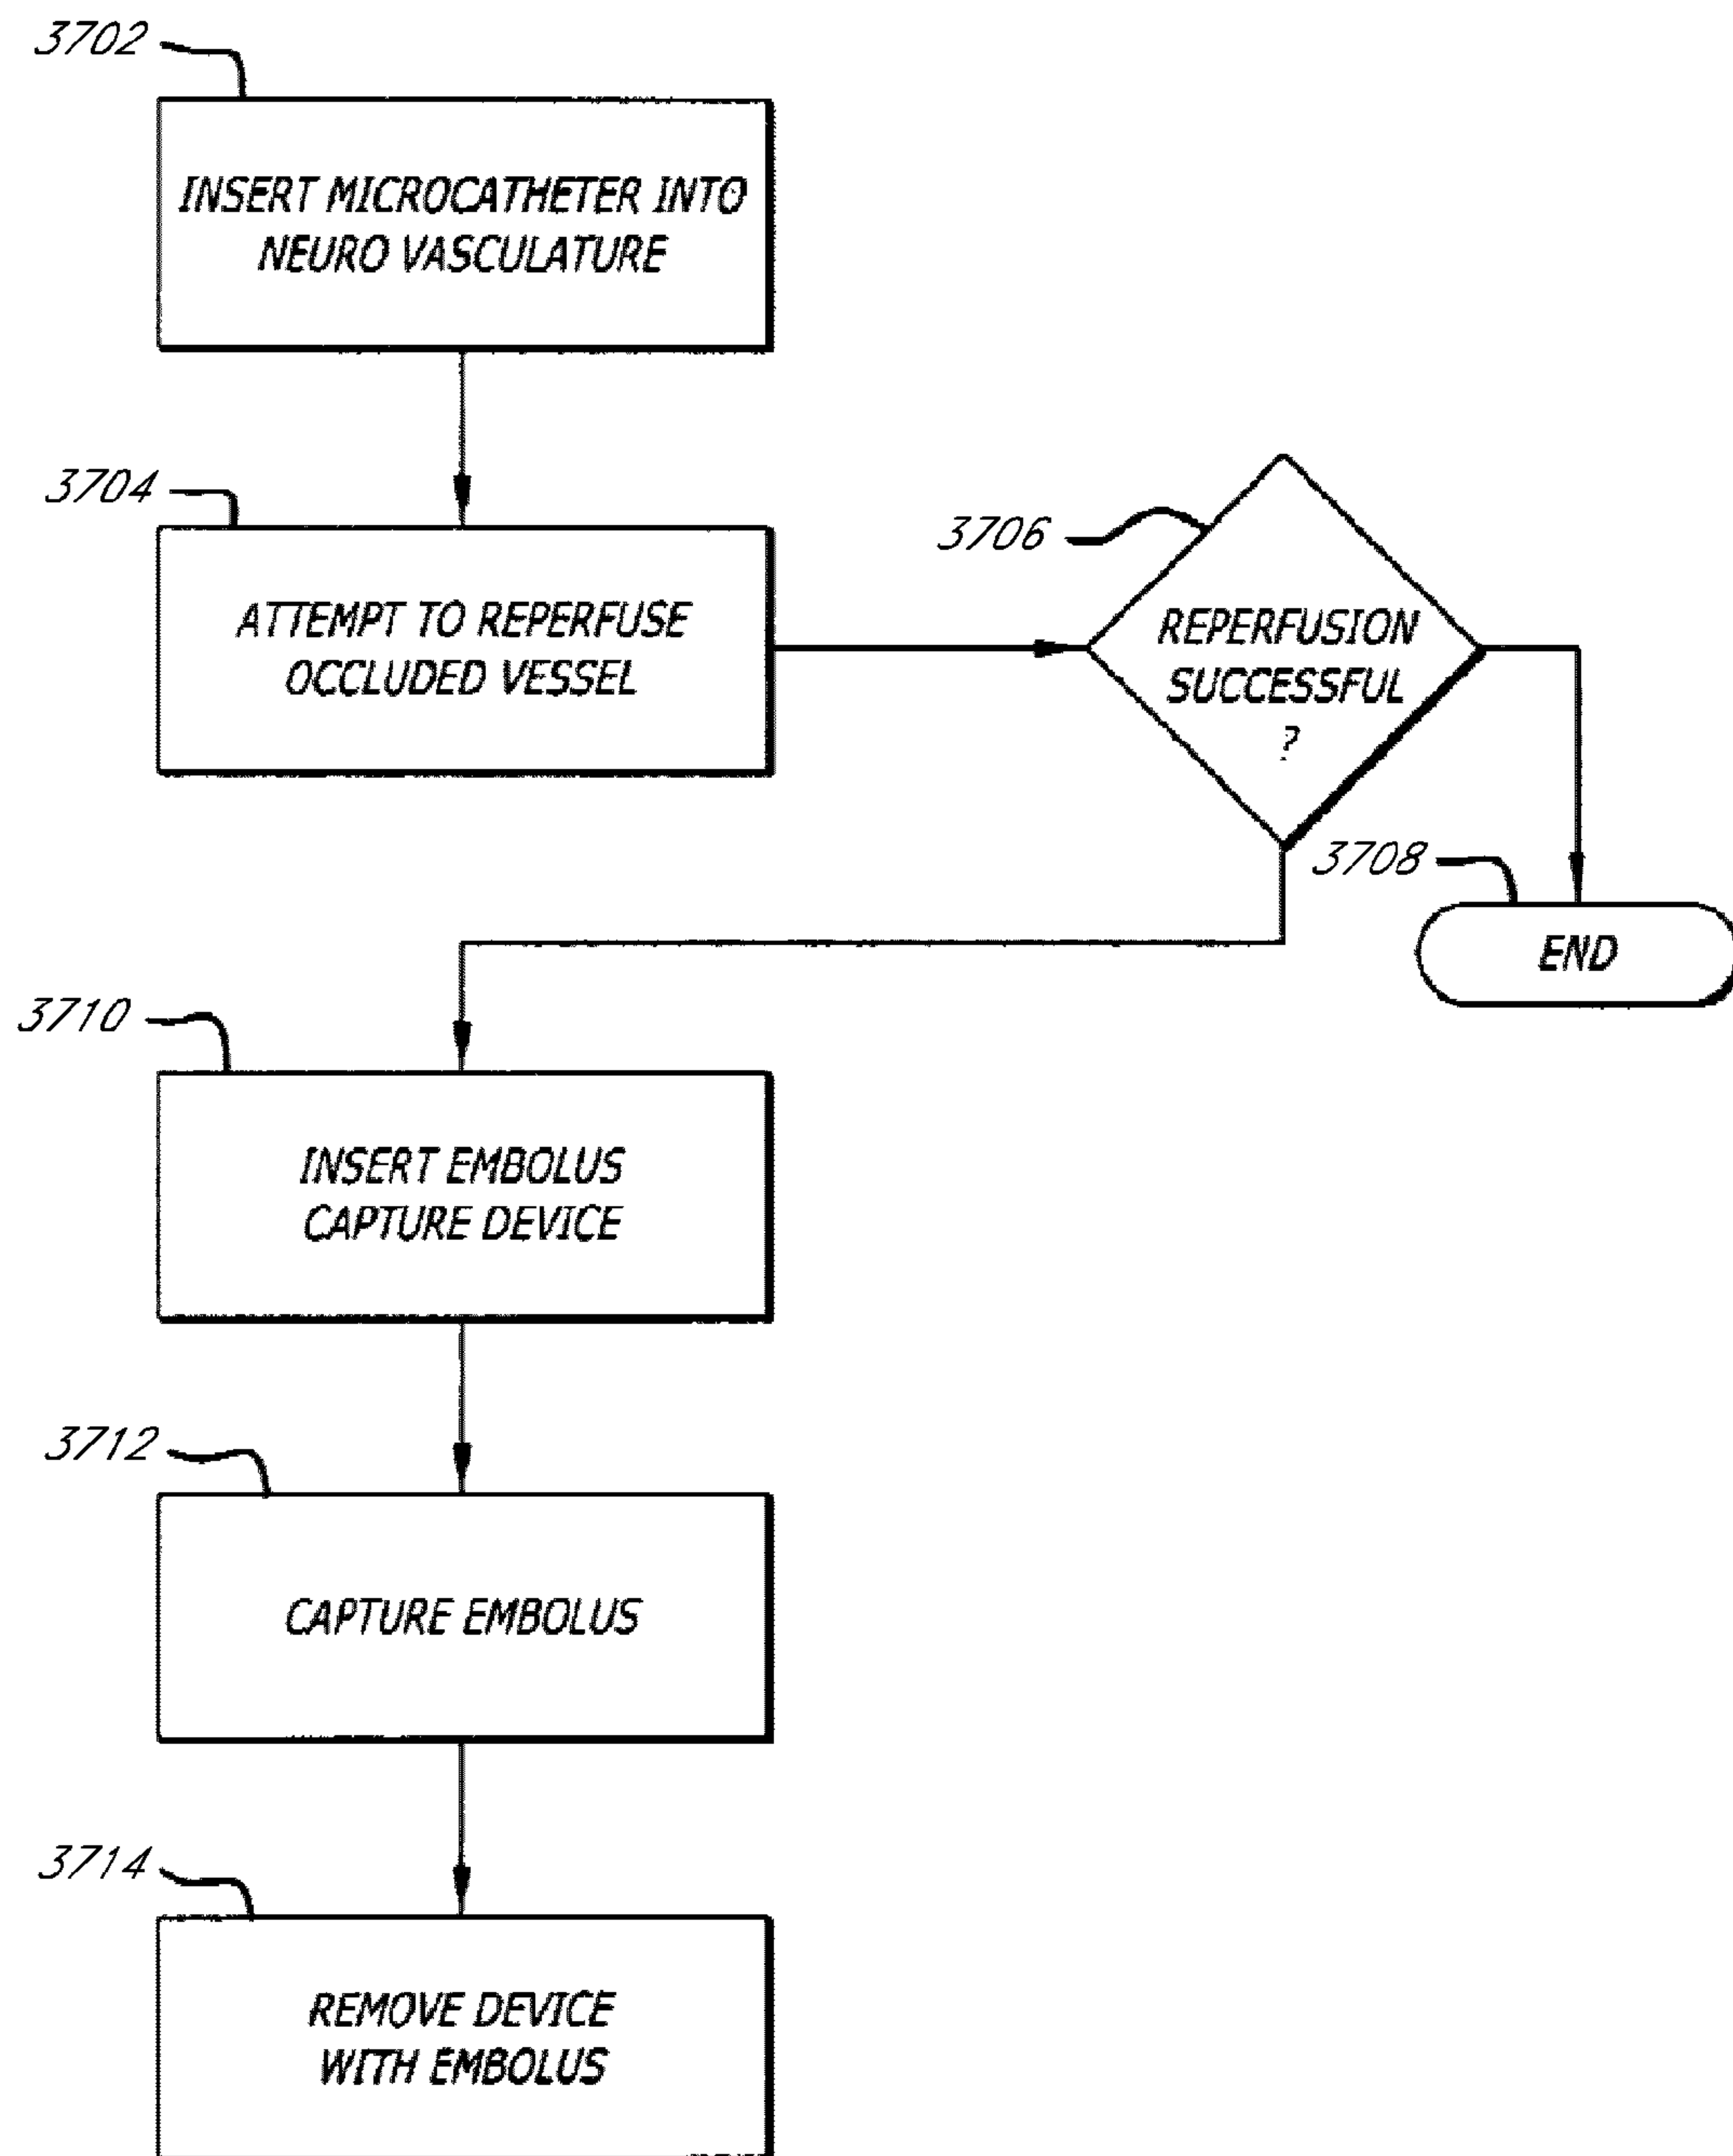 3702
INSERT MICROCATHETER INTO
NEURO VASCULATURE
3704
ATTEMPT TO REPERFUSE
OCCLUDED VESSEL
3706
REPERFUSION
SUCCESSFUL
?
3708
END
3710
INSERT EMBOLUS
CAPTURE DEVICE
3712
CAPTURE EMBOLUS
3714
REMOVE DEVICE
WITH EMBOLUS